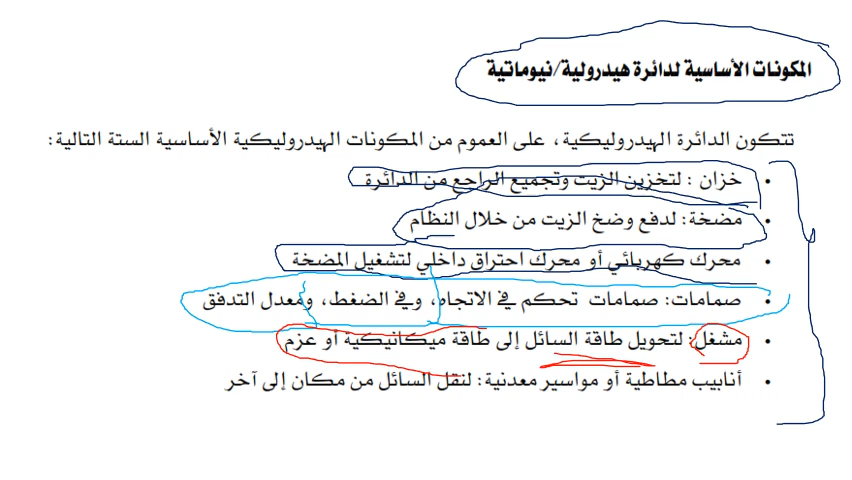 المكونات الأساسية لدائرة هيدرولية/نيوماتية
تتكون الدائرة الهيدروليكية، على العموم من المكونات الهيدروليكية الأساسية الستة التالية:
• خزان : لتخزين الزيت وتجميع الراجع من الدائرة
• مضخة: لدفع وضخ الزيت من خلال النظام
• محرك كهربائي أو محرك احتراق داخلي لتشغيل المضخة
• صمامات: صمامات تحكم في الاتجاه، وفي الضغط، ومعدل التدفق
• مشغل: لتحويل طاقة السائل إلى طاقة ميكانيكية أو عزم
• أنابيب مطاطية أو مواسير معدنية: لنقل السائل من مكان إلى آخر